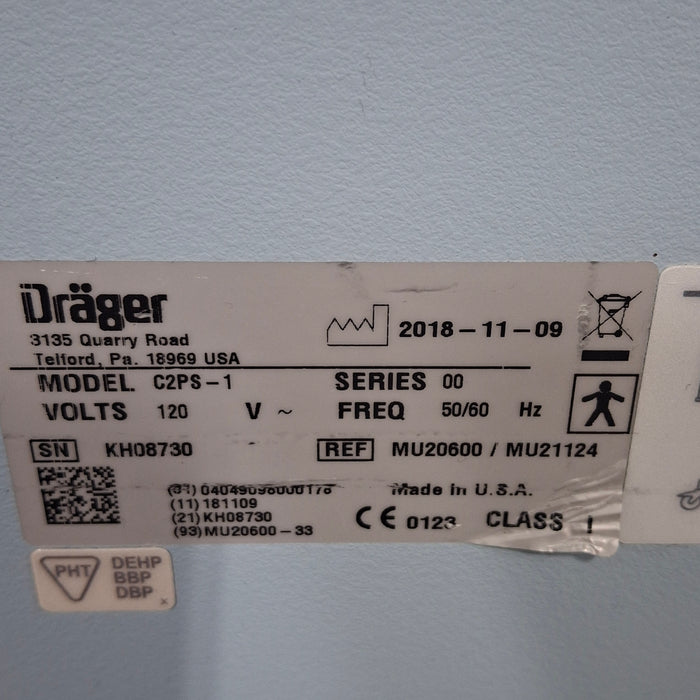 Dräger
3135 Quarry Road
Telford, Pa. 18969 USA
2018-11-09
MODEL C2PS-1 SERIES 00
VOLTS 120 V ~ FREQ 50/60 Hz
SN KH08730 REF MU20600 / MU21124
Made in U.S.A.
(11) 181109
(21) KH08730
(93) MU20600-33
CE 0123 CLASS I
PHT
DEHP
BBP
DBP